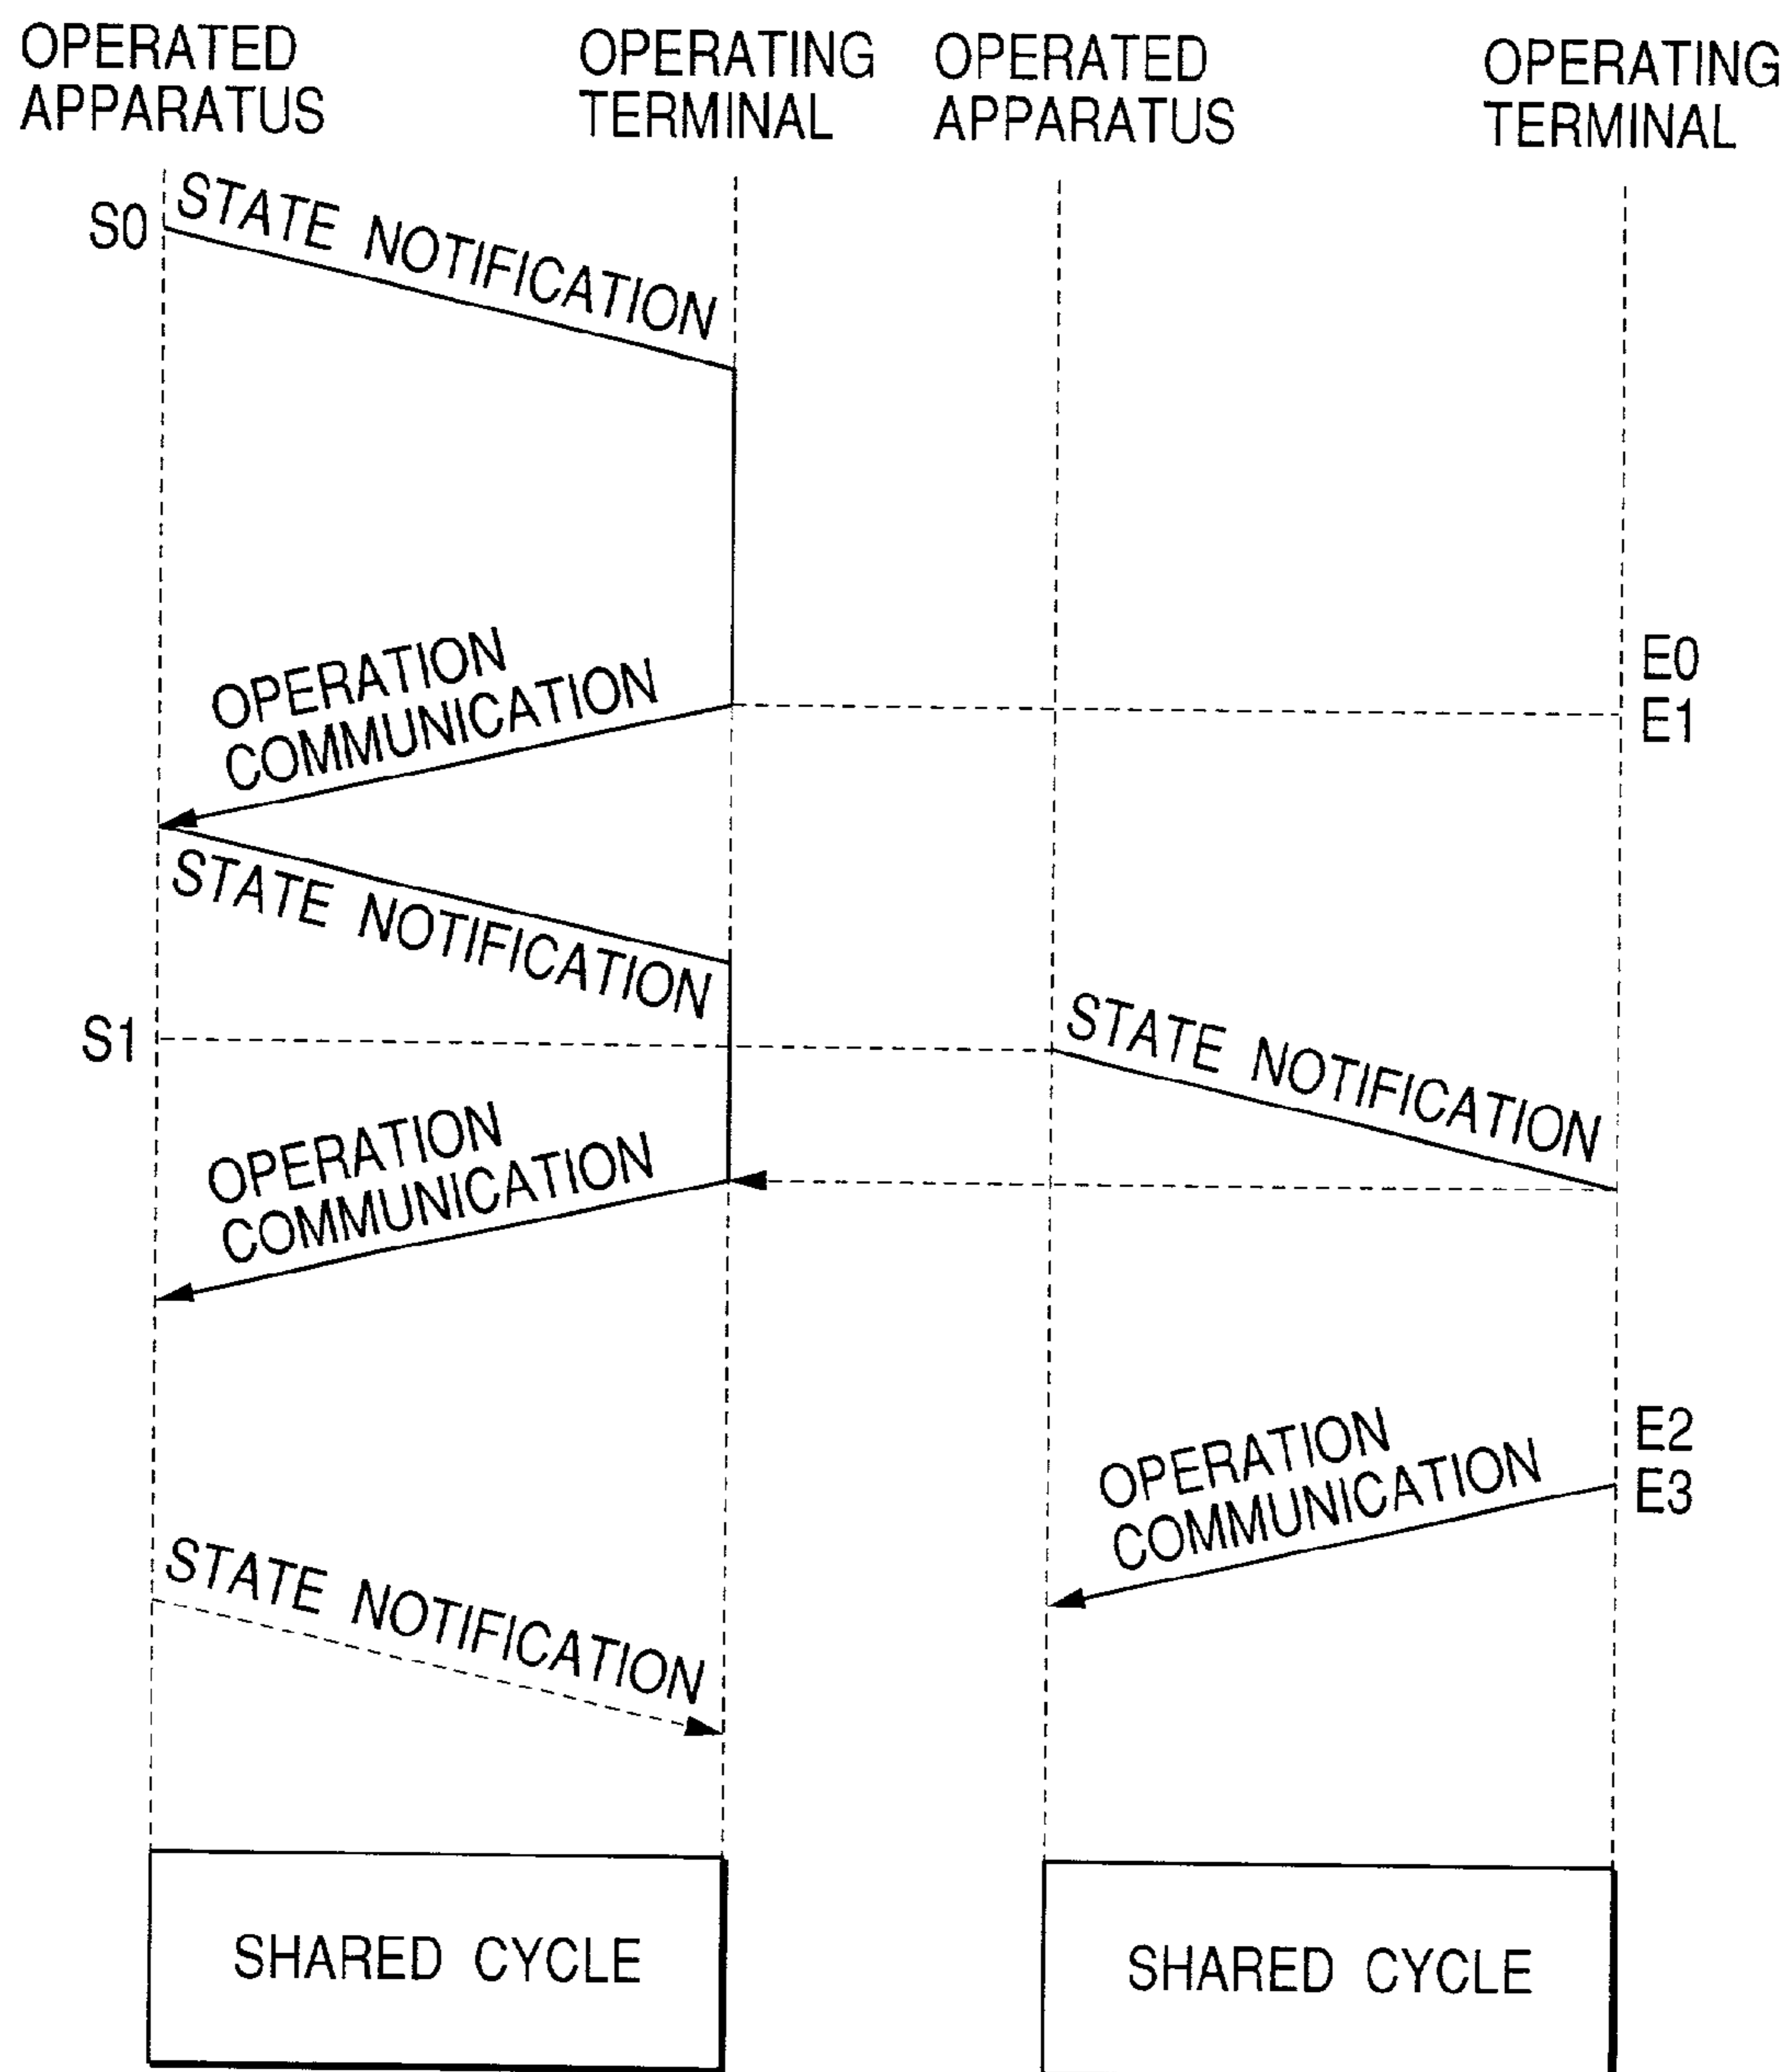 OPERATED
APPARATUS
OPERATING
TERMINAL
OPERATED
APPARATUS
OPERATING
TERMINAL
S0
STATE NOTIFICATION
OPERATION
COMMUNICATION
E0
E1
STATE NOTIFICATION
S1
STATE NOTIFICATION
OPERATION
COMMUNICATION
OPERATION
COMMUNICATION
E2
E3
STATE NOTIFICATION
SHARED CYCLE
SHARED CYCLE